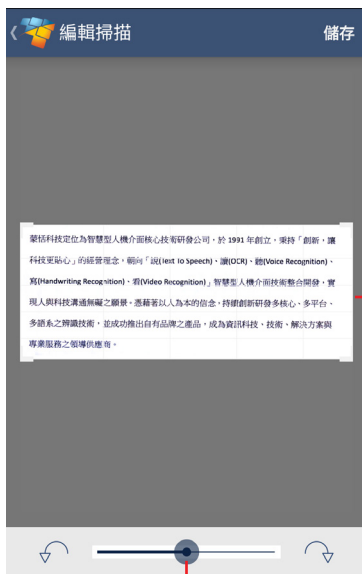 編輯掃描
儲存
蒙恬科技定位為智慧型人機介面核心技術研發公司，於 1991 年創立，秉持「創新，讓
科技更貼心」的經營理念，朝向「說(Text To Speech)、讀(OCR)、聽(Voice Recognition)、
寫(Handwriting Recognition)、看(Video Recognition)」智慧型人機介面技術整合開發，實
現人與科技溝通無礙之願景。憑藉著以人為本的信念，持續創新研發多核心、多平台、
多語系之辨識技術，並成功推出自有品牌之產品，成為資訊科技、技術、解決方案與
專業服務之領導供應商。